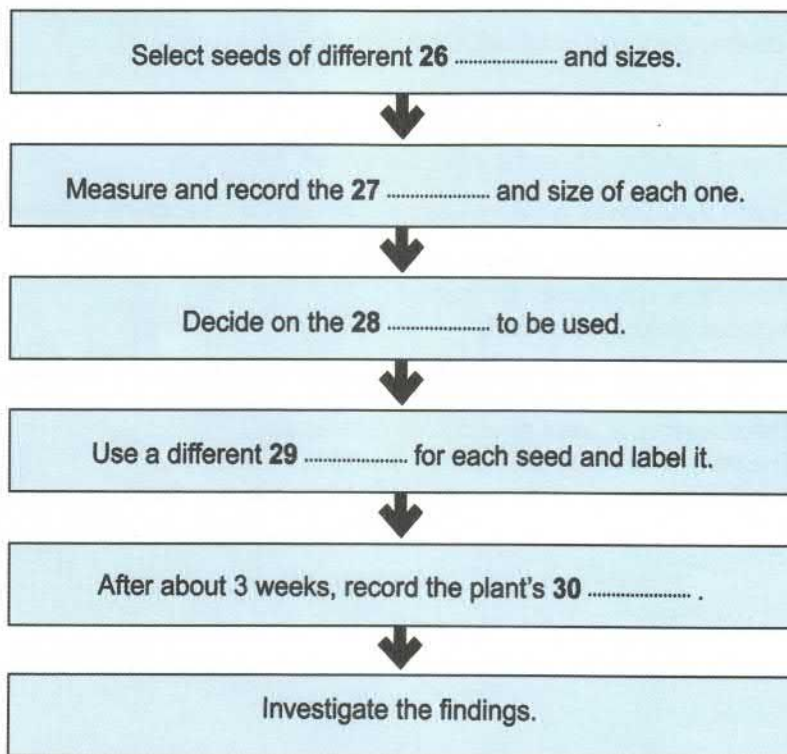 Select seeds of different 26 .................... and sizes.
Measure and record the 27 .................... and size of each one.
Decide on the 28 .................... to be used.
Use a different 29 .................... for each seed and label it.
After about 3 weeks, record the plant's 30 .................... .
Investigate the findings.